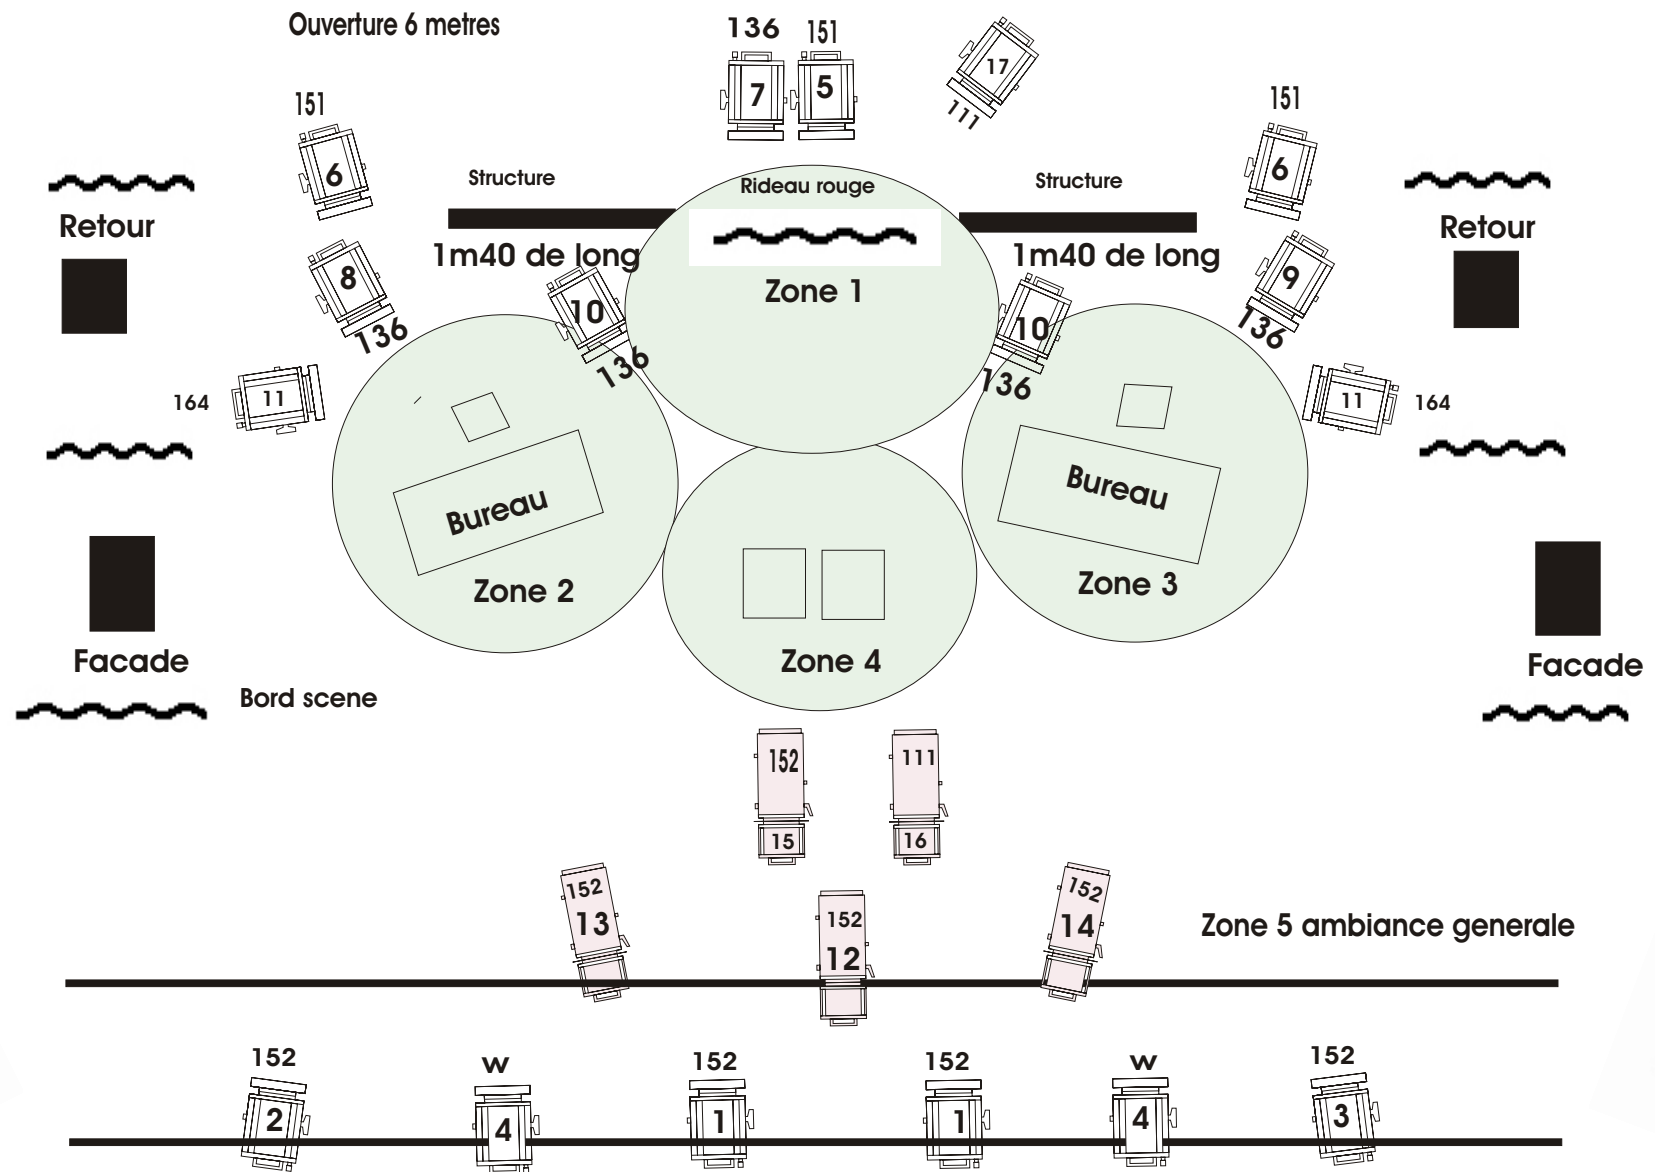 Ouverture 6 metres
136
151
7
5
17
111
151
6
151
6
Structure
Rideau rouge
Structure
Retour
1m40 de long
1m40 de long
Retour
8
136
10
136
Zone 1
10
136
9
136
164
11
11
164
Bureau
Bureau
Zone 2
Zone 3
Zone 4
Facade
Facade
Bord scene
152
15
111
16
152
13
152
12
152
14
Zone 5 ambiance generale
152
W
152
152
W
152
2
4
1
1
4
3